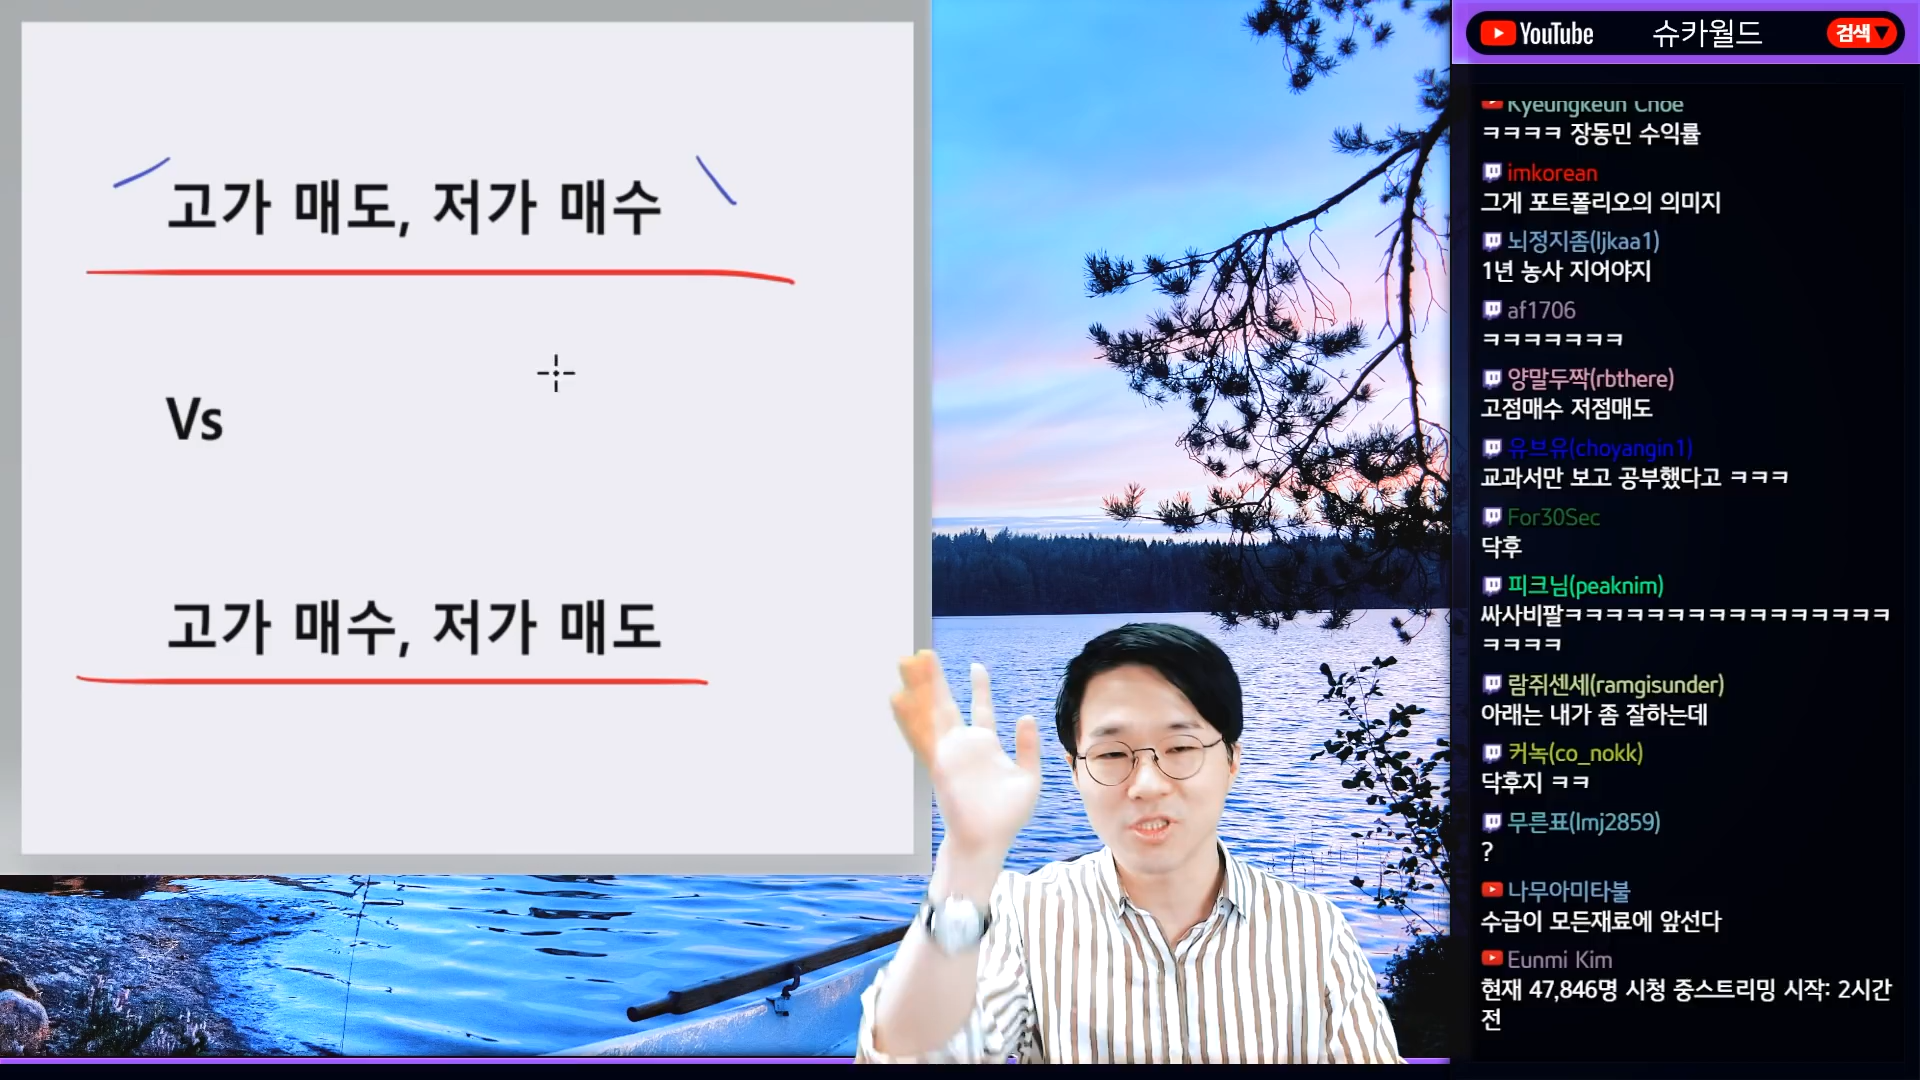 고가 매도, 저가 매수
Vs
고가 매수, 저가 매도
YouTube 슈카월드 검색▼
Kyeungkeun Choe
ㅋㅋㅋㅋ 장동민 수익률
imkorean
그게 포트폴리오의 의미지
뇌정지좀(ljkaa1)
1년 농사 지어야지
af1706
ㅋㅋㅋㅋㅋㅋㅋ
양말두짝(rbthere)
고점매수 저점매도
유브유(choyangin1)
교과서만 보고 공부했다고 ㅋㅋㅋ
For30Sec
닥후
피크님(peaknim)
싸사비팔ㅋㅋㅋㅋㅋㅋㅋㅋㅋㅋㅋㅋㅋㅋㅋㅋ
ㅋㅋㅋㅋ
람쥐센세(ramgisunder)
아래는 내가 좀 잘하는데
커녹(co_nokk)
닥후지 ㅋㅋ
무른표(lmj2859)
?
나무아미타불
수급이 모든재료에 앞선다
Eunmi Kim
현재 47,846명 시청 중스트리밍 시작: 2시간
전